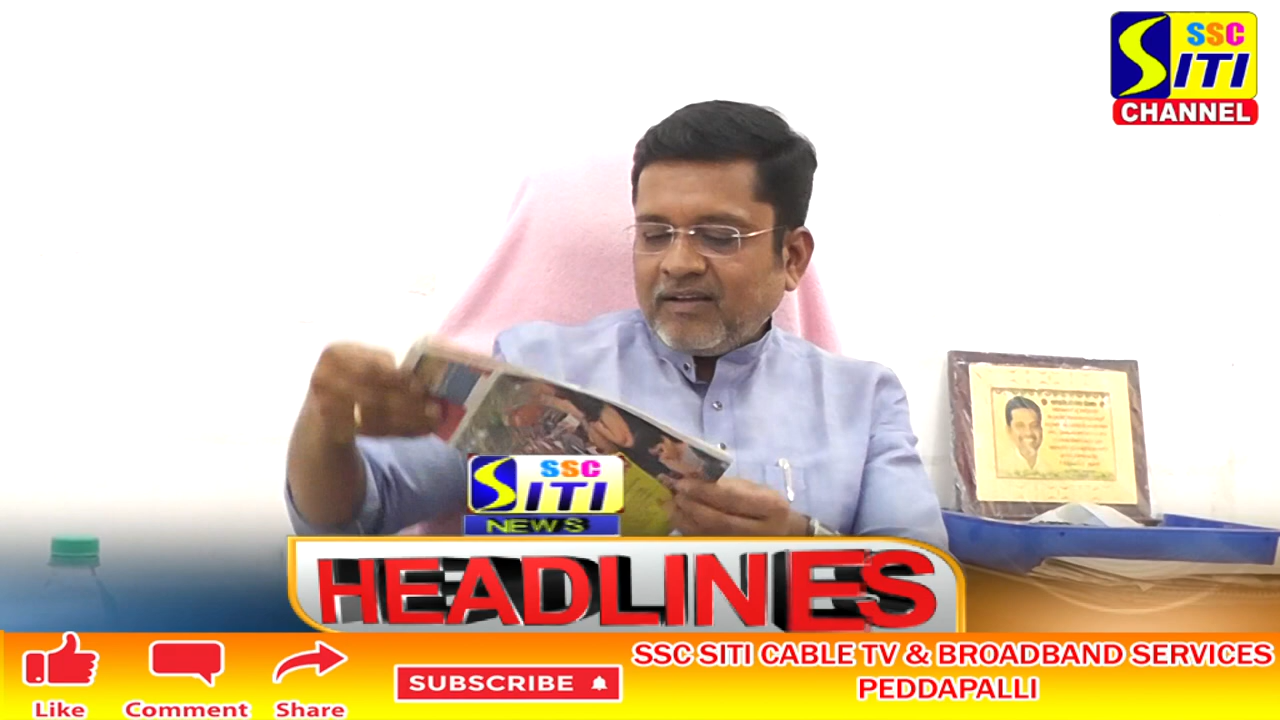 SSC
SITI
CHANNEL
SSC
SITI
NEWS
HEADLINES
SSC SITI CABLE TV & BROADBAND SERVICES
PEDDAPALLI
SUBSCRIBE
Like
Comment
Share